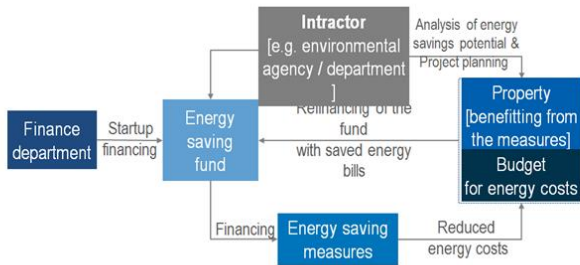 Intractor
[e.g. environmental
agency / department
]
Analysis of energy
savings potential &
Project planning
Finance
department
Startup
financing
Energy
saving
fund
Refinancing of the
fund
with saved energy
bills
Property
[benefitting from
the measures]
Budget
for energy costs
Financing
Energy saving
measures
Reduced
energy costs